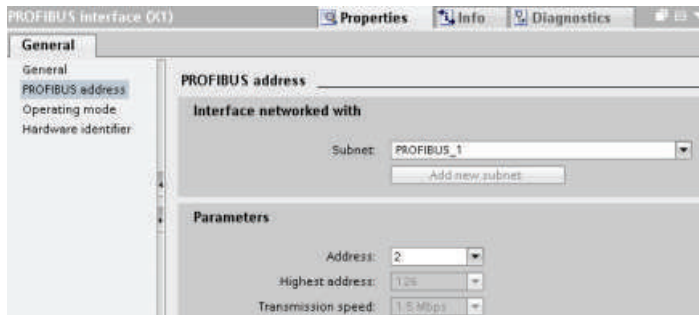 PROFIBUS interface (X1)
Properties
Info
Diagnostics
General
General
PROFIBUS address
Operating mode
Hardware identifier
PROFIBUS address
Interface networked with
Subnet: PROFIBUS_1
Add new subnet
Parameters
Address: 2
Highest address: 126
Transmission speed: 1.5 Mbps